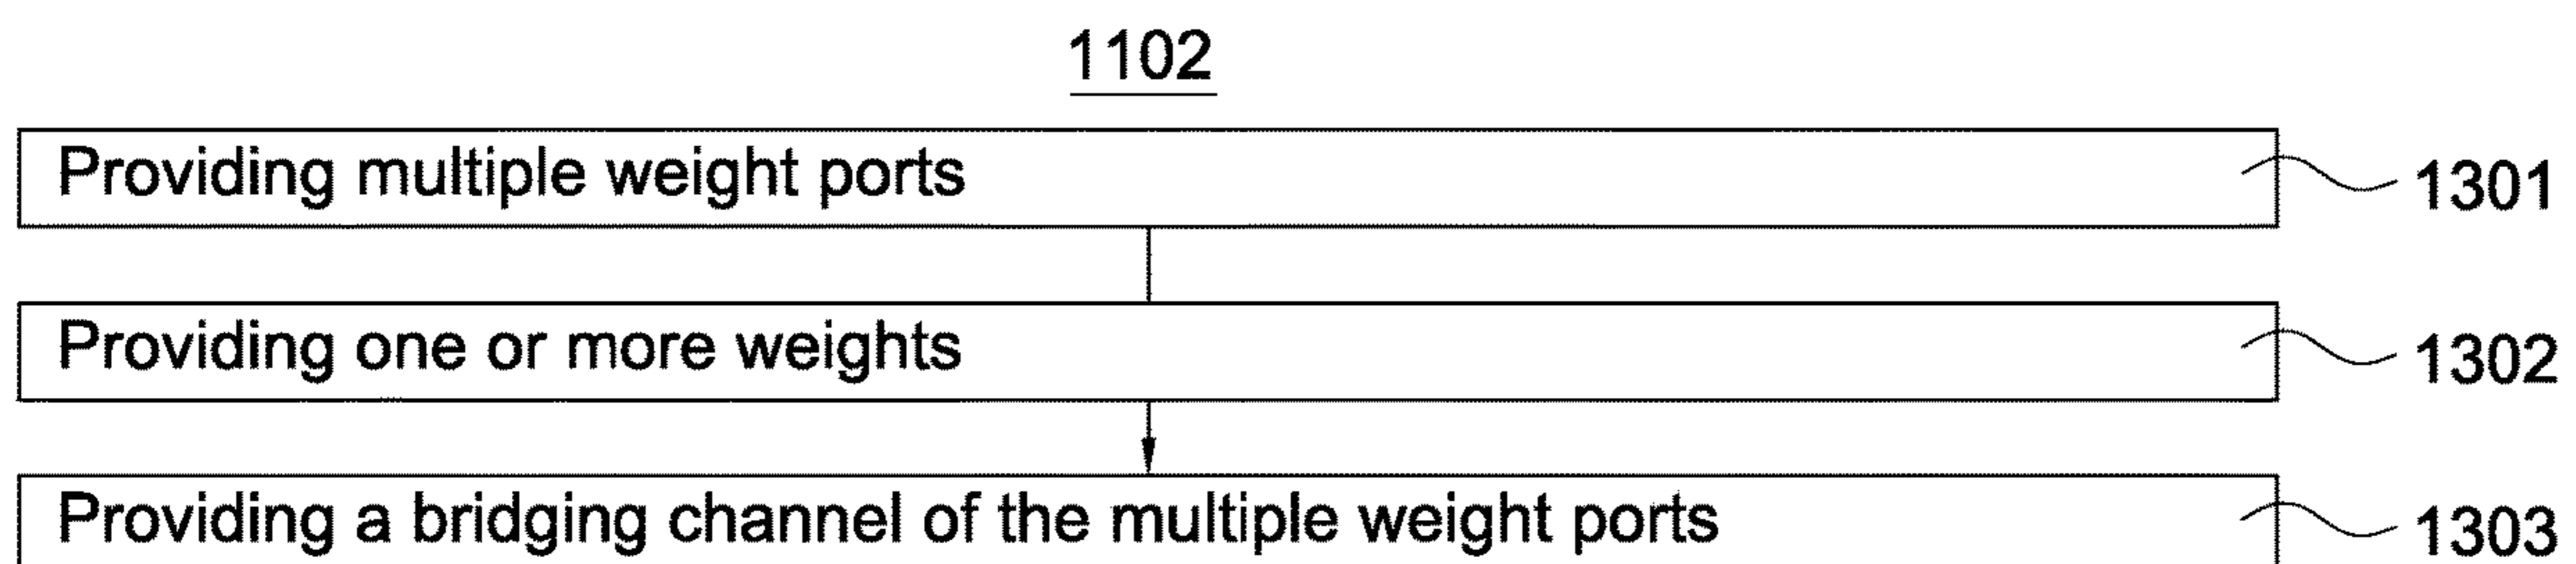 1102
Providing multiple weight ports 1301
Providing one or more weights 1302
Providing a bridging channel of the multiple weight ports 1303